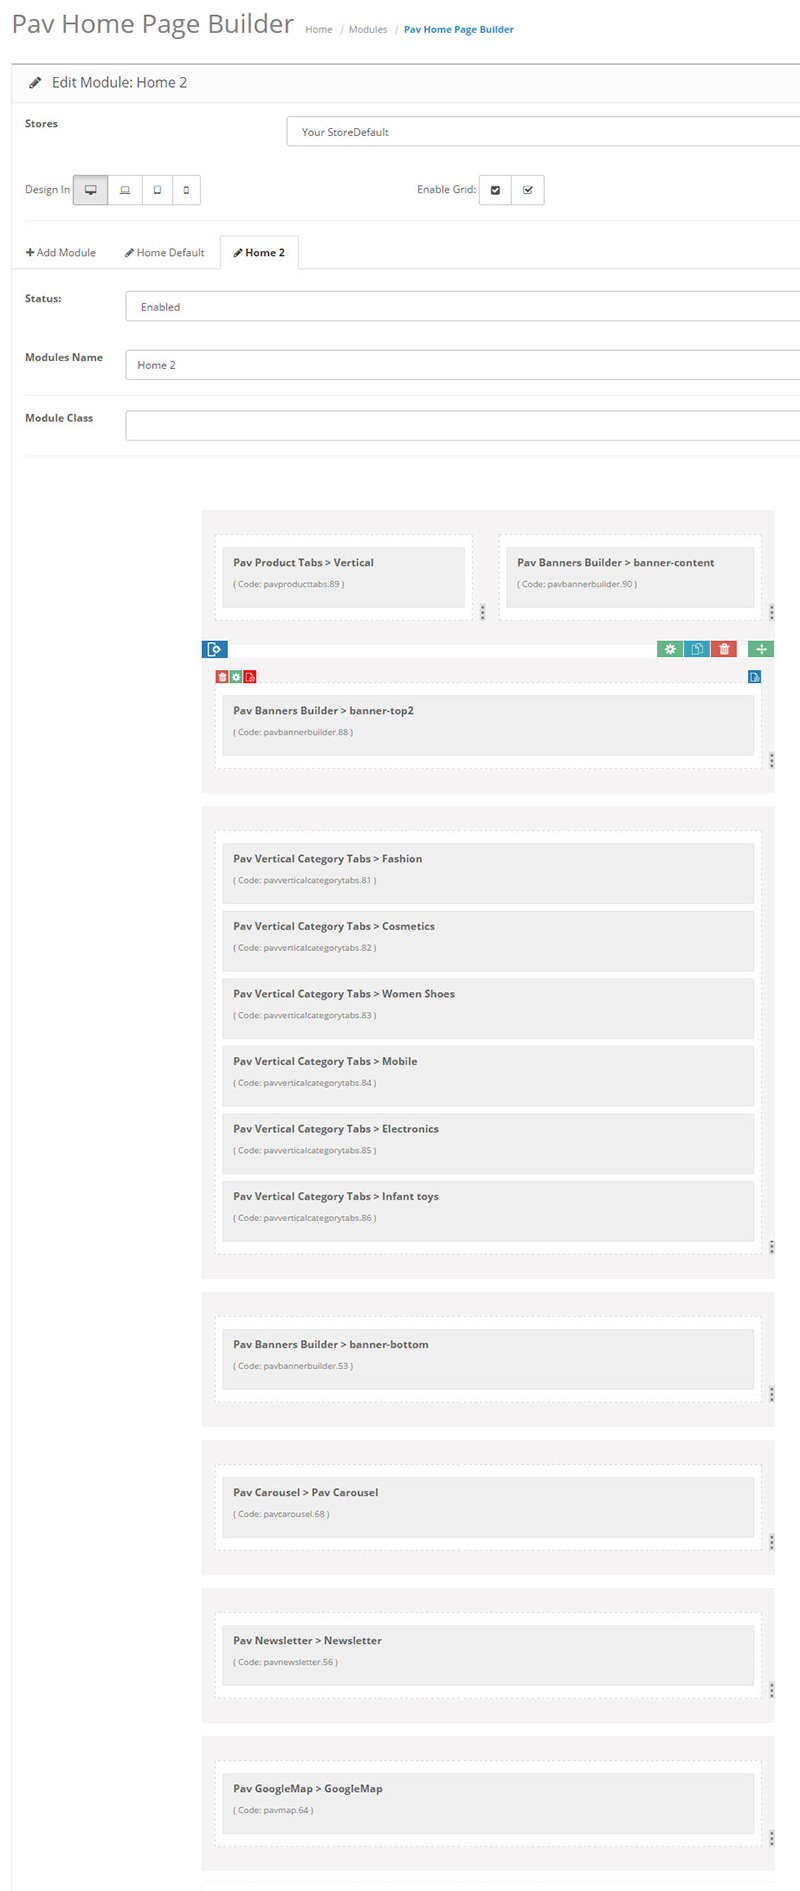 Pav Home Page Builder Home / Modules / Pav Home Page Builder
Edit Module: Home 2
Stores
Your StoreDefault
Design In
Enable Grid:
Add Module Home Default Home 2
Status:
Enabled
Modules Name
Home 2
Module Class
Pav Product Tabs > Vertical
( Code: pavproducttabs.89 )
Pav Banners Builder > banner-content
( Code: pavbannerbuilder.90 )
Pav Banners Builder > banner-top2
( Code: pavbannerbuilder.88 )
Pav Vertical Category Tabs > Fashion
( Code: pavverticalcategorytabs.81 )
Pav Vertical Category Tabs > Cosmetics
( Code: pavverticalcategorytabs.82 )
Pav Vertical Category Tabs > Women Shoes
( Code: pavverticalcategorytabs.83 )
Pav Vertical Category Tabs > Mobile
( Code: pavverticalcategorytabs.84 )
Pav Vertical Category Tabs > Electronics
( Code: pavverticalcategorytabs.85 )
Pav Vertical Category Tabs > Infant toys
( Code: pavverticalcategorytabs.86 )
Pav Banners Builder > banner-bottom
( Code: pavbannerbuilder.53 )
Pav Carousel > Pav Carousel
( Code: pavcarousel.68 )
Pav Newsletter > Newsletter
( Code: pavnewsletter.56 )
Pav GoogleMap > GoogleMap
( Code: pavmap.64 )